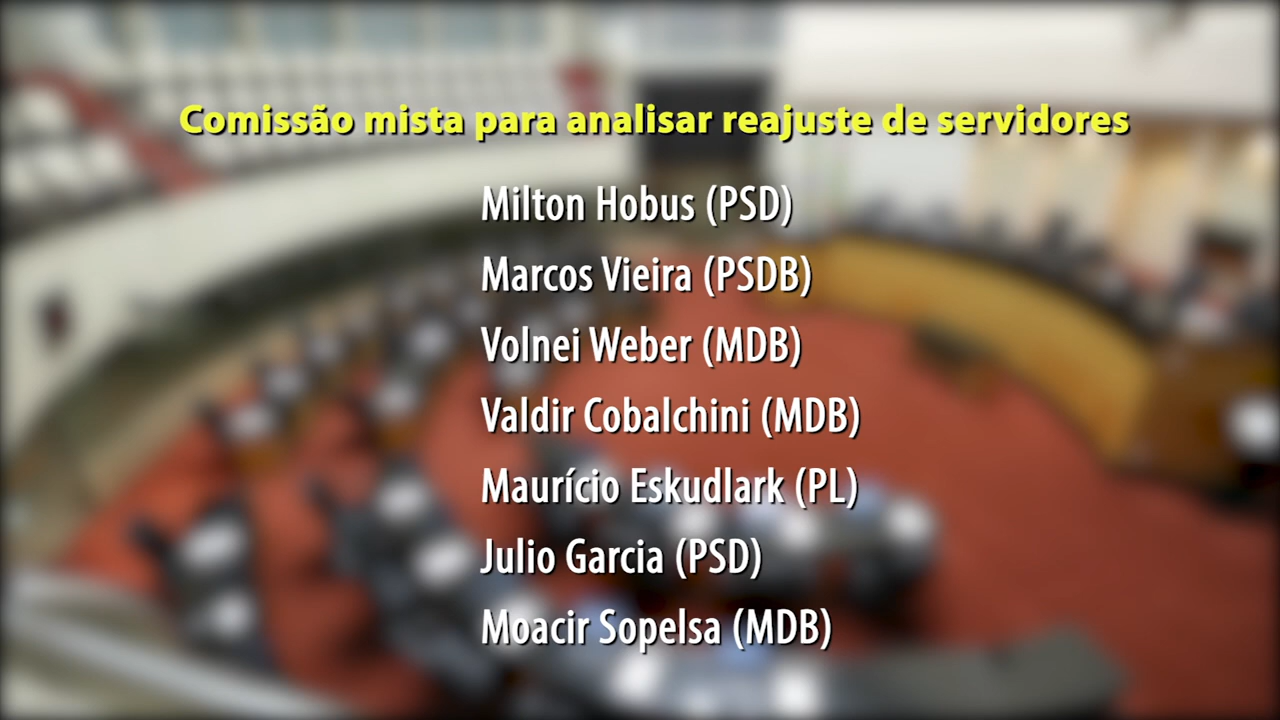 Comissão mista para analisar reajuste de servidores
Milton Hobus (PSD)
Marcos Vieira (PSDB)
Volnei Weber (MDB)
Valdir Cobalchini (MDB)
Maurício Eskudlark (PL)
Julio Garcia (PSD)
Moacir Sopelsa (MDB)